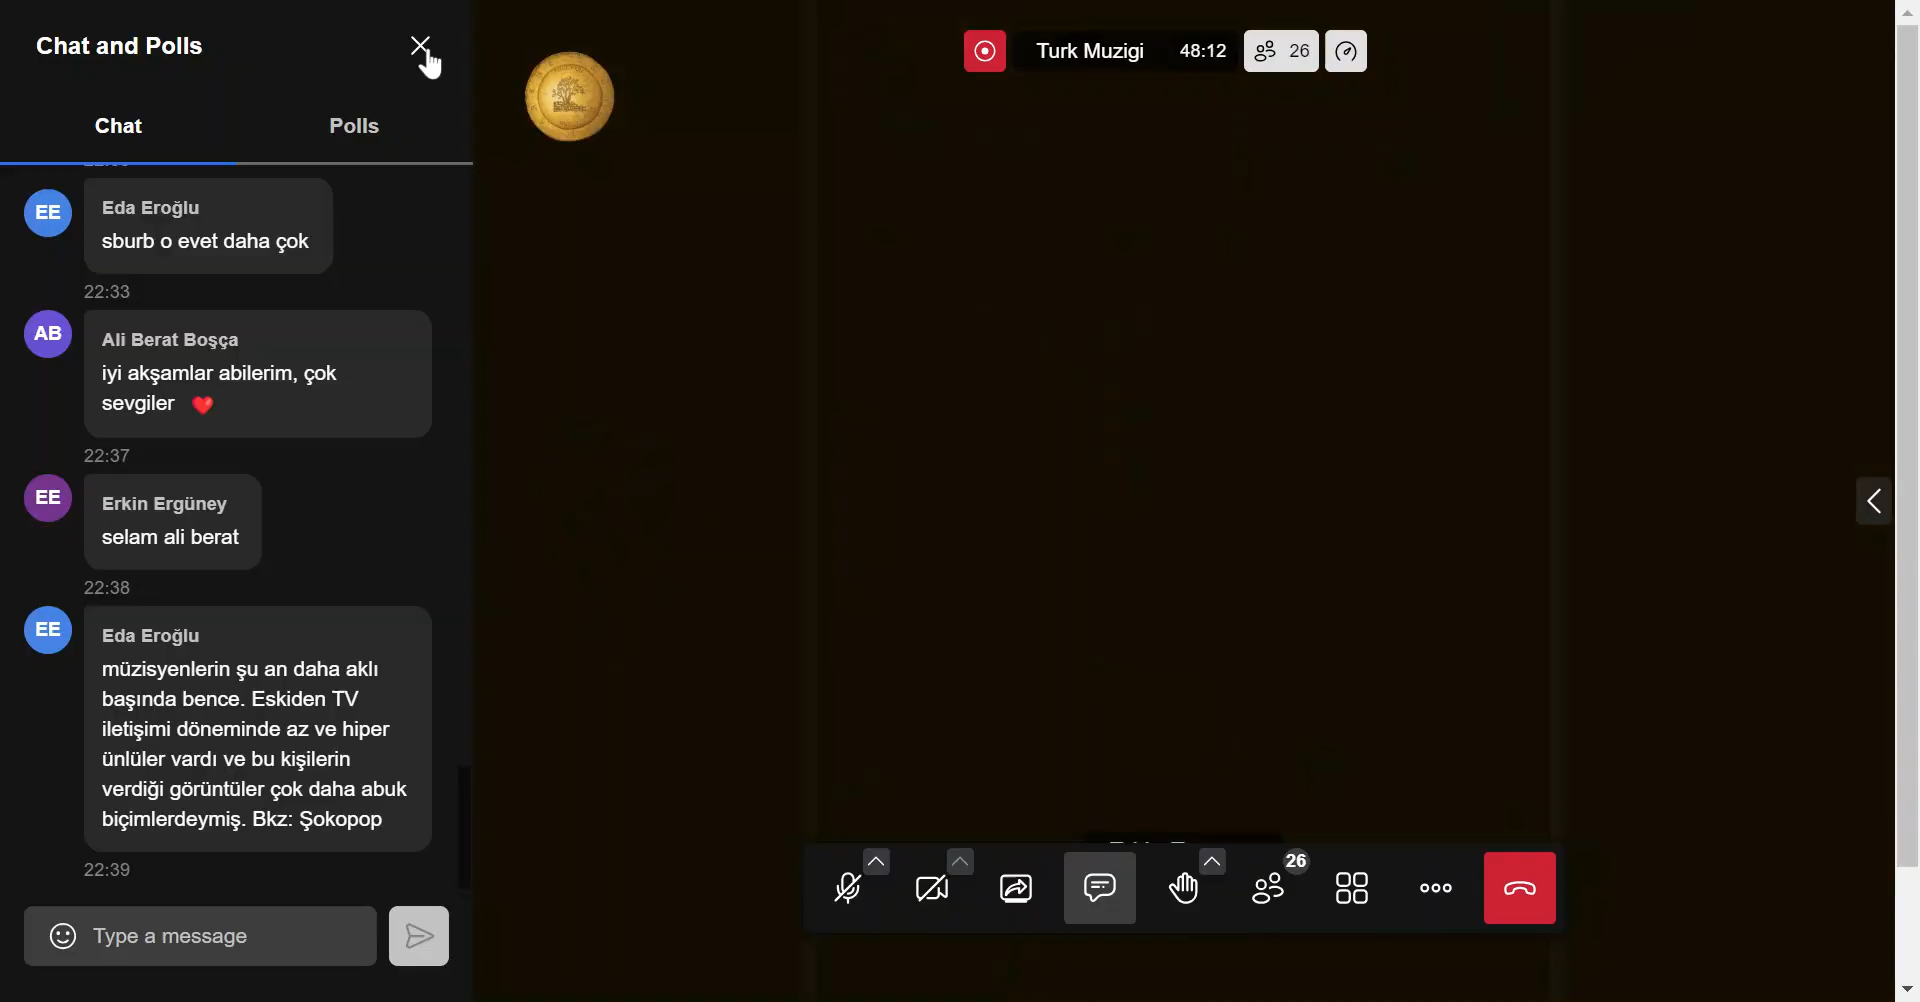 Chat and Polls
Chat
Polls
EE
Eda Eroğlu
sburb o evet daha çok
22:33
AB
Ali Berat Boşça
iyi akşamlar abilerim, çok
sevgiler ❤️
22:37
EE
Erkin Ergüney
selam ali berat
22:38
EE
Eda Eroğlu
müzisyenlerin şu an daha aklı
başında bence. Eskiden TV
iletişimi döneminde az ve hiper
ünlüler vardı ve bu kişilerin
verdiği görüntüler çok daha abuk
biçimlerdeymiş. Bkz: Şokopop
22:39
Type a message
Turk Muzigi
48:12
26
26